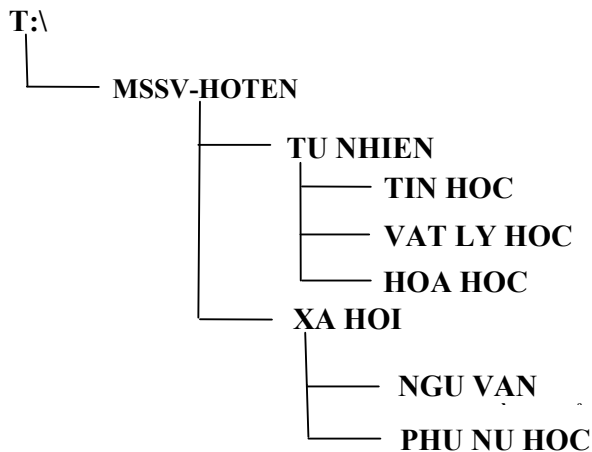 T:\
MSSV-HOTEN
TU NHIEN
TIN HOC
VAT LY HOC
HOA HOC
XA HOI
NGU VAN
PHU NU HOC